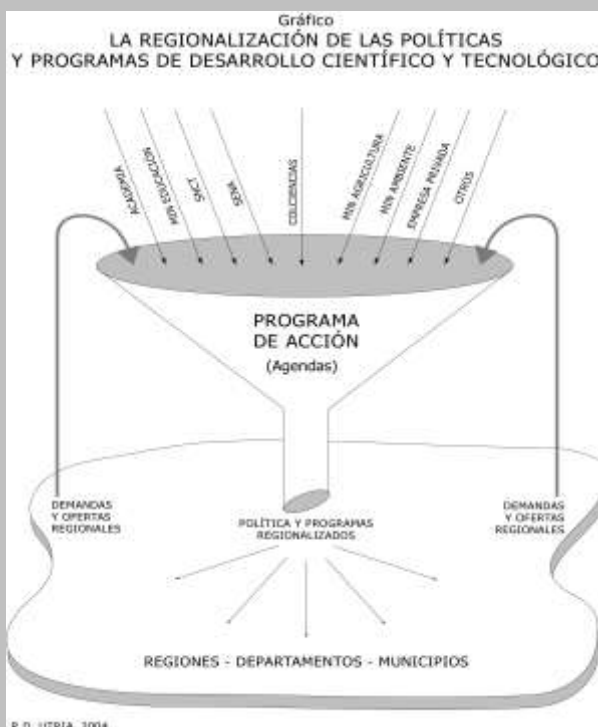 Gráfico
LA REGIONALIZACIÓN DE LAS POLÍTICAS
Y PROGRAMAS DE DESARROLLO CIENTÍFICO Y TECNOLÓGICO
ACADEMIA
MIN EDUCACION
SNCT
SENA
COLCIENCIAS
MIN AGRICULTURA
MIN AMBIENTE
EMPRESA PRIVADA
OTROS
PROGRAMA
DE ACCIÓN
(Agendas)
DEMANDAS
Y OFERTAS
REGIONALES
POLÍTICA Y PROGRAMAS
REGIONALIZADOS
DEMANDAS
Y OFERTAS
REGIONALES
REGIONES - DEPARTAMENTOS - MUNICIPIOS
R.D. UTRIA, 2004